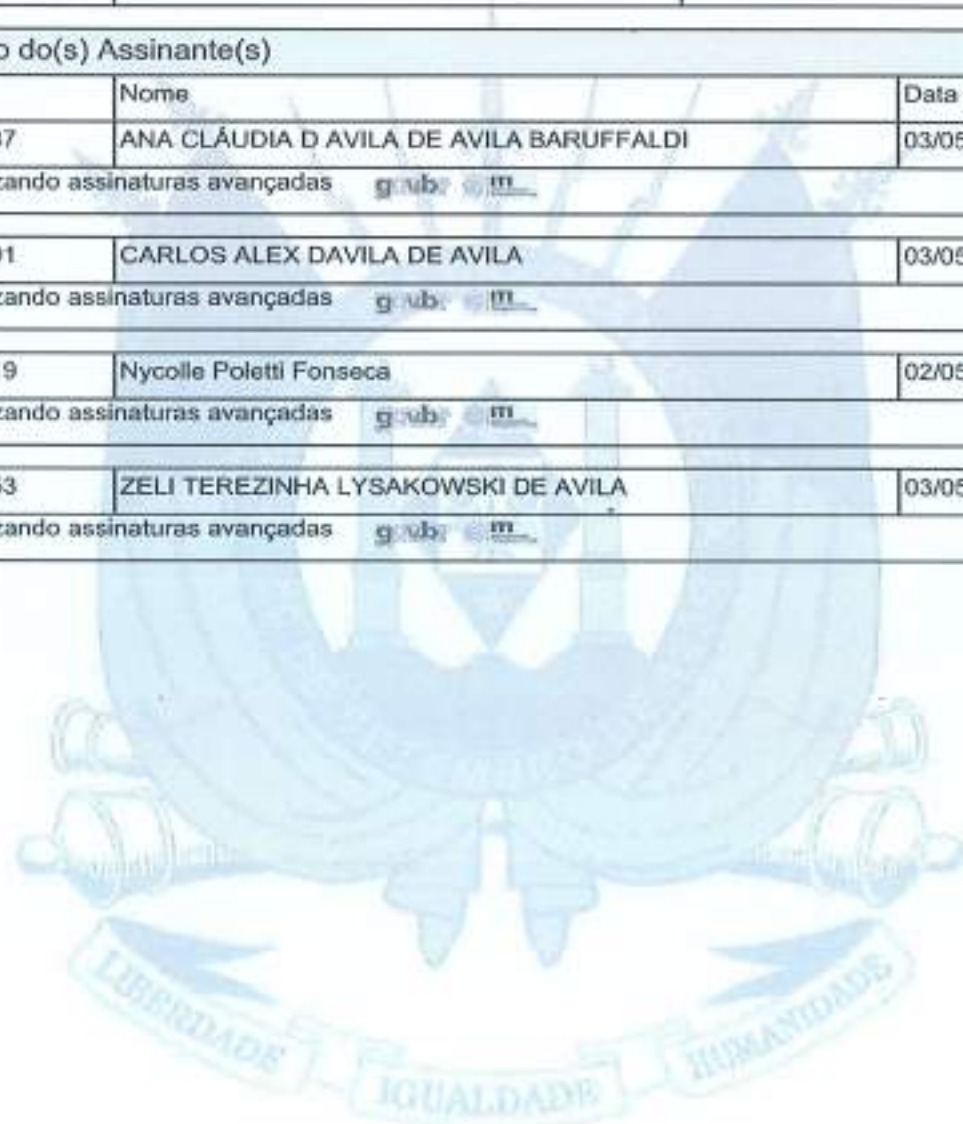 o do(s) Assinante(s)
Nome Data
37 ANA CLÁUDIA D AVILA DE AVILA BARUFFALDI 03/05
zando assinaturas avançadas
01 CARLOS ALEX DAVILA DE AVILA 03/05
zando assinaturas avançadas
19 Nycolle Poletti Fonseca 02/05
zando assinaturas avançadas
53 ZELI TEREZINHA LYSAKOWSKI DE AVILA 03/05
zando assinaturas avançadas
LIBERDADE IGUALDADE HUMANIDADE